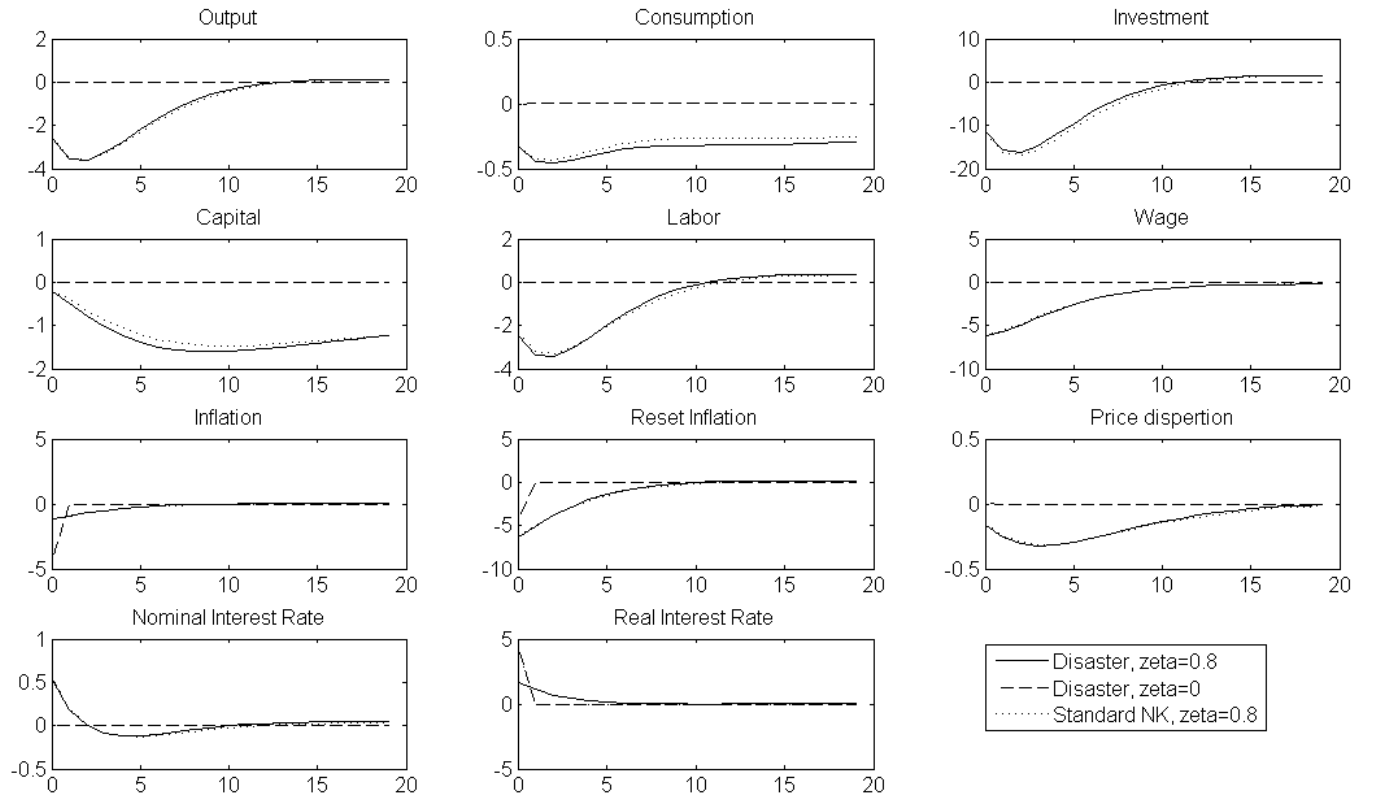 Output
2
0
-2
-4
0 5 10 15 20
Consumption
0.5
0
-0.5
0 5 10 15 20
Investment
10
0
-10
-20
0 5 10 15 20
Capital
1
0
-1
-2
0 5 10 15 20
Labor
2
0
-2
-4
0 5 10 15 20
Wage
5
0
-5
-10
0 5 10 15 20
Inflation
5
0
-5
0 5 10 15 20
Reset Inflation
5
0
-5
-10
0 5 10 15 20
Price dispertion
0.5
0
-0.5
0 5 10 15 20
Nominal Interest Rate
1
0.5
0
-0.5
0 5 10 15 20
Real Interest Rate
5
0
-5
0 5 10 15 20
Disaster, zeta=0.8
Disaster, zeta=0
Standard NK, zeta=0.8